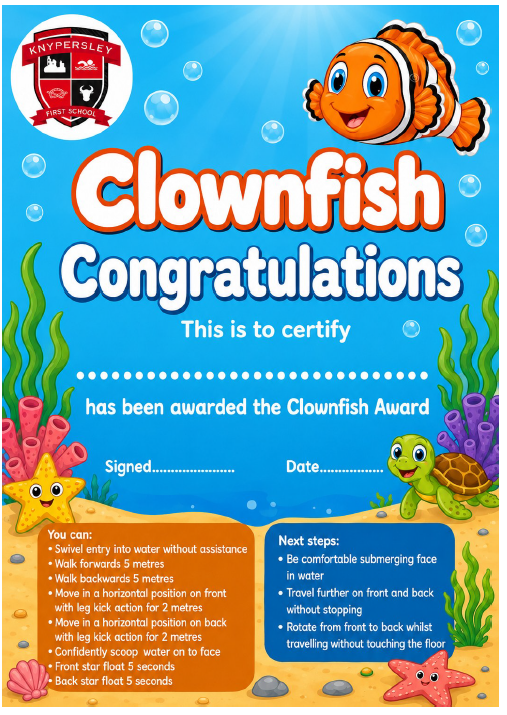 KNYPERSLEY
FIRST SCHOOL
Clownfish
Congratulations
This is to certify
........................................
has been awarded the Clownfish Award
Signed...................... Date.................
You can:
• Swivel entry into water without assistance
• Walk forwards 5 metres
• Walk backwards 5 metres
• Move in a horizontal position on front
with leg kick action for 2 metres
• Move in a horizontal position on back
with leg kick action for 2 metres
• Confidently scoop water on to face
• Front star float 5 seconds
• Back star float 5 seconds
Next steps:
• Be comfortable submerging face
in water
• Travel further on front and back
without stopping
• Rotate from front to back whilst
travelling without touching the floor